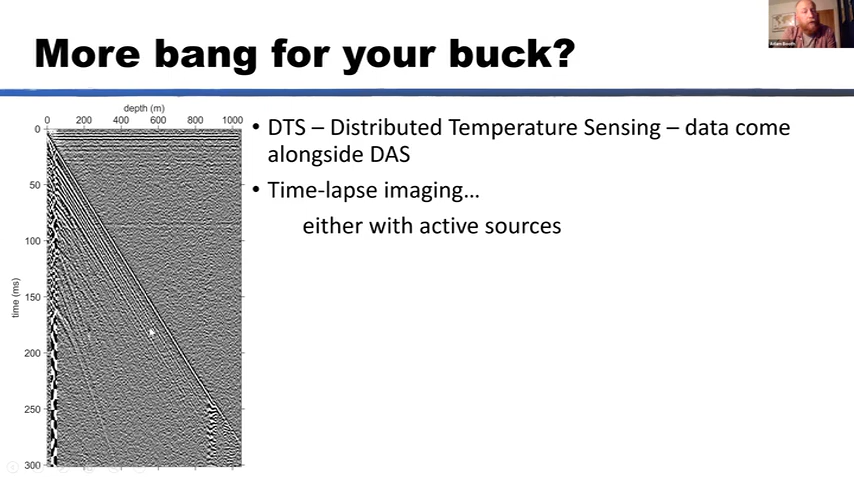 More bang for your buck?
depth (m)
0 200 400 600 800 1000
0
50
100
150
200
250
300
time (ms)
• DTS – Distributed Temperature Sensing – data come
alongside DAS
• Time-lapse imaging…
either with active sources